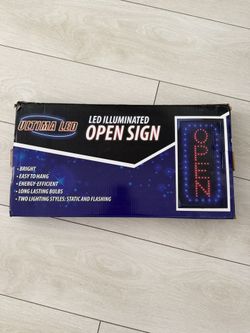 ULTIMA LED
LED ILLUMINATED
OPEN SIGN
• BRIGHT
• EASY TO HANG
• ENERGY-EFFICIENT
• LONG LASTING BULBS
• TWO LIGHTING STYLES: STATIC AND FLASHING
OPEN